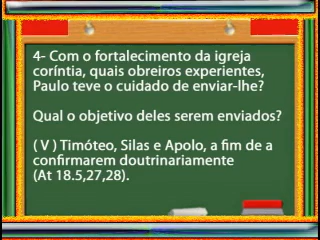 4- Com o fortalecimento da igreja
coríntia, quais obreiros experientes,
Paulo teve o cuidado de enviar-lhe?
Qual o objetivo deles serem enviados?
( V ) Timóteo, Silas e Apolo, a fim de a
confirmarem doutrinariamente
(At 18.5,27,28).